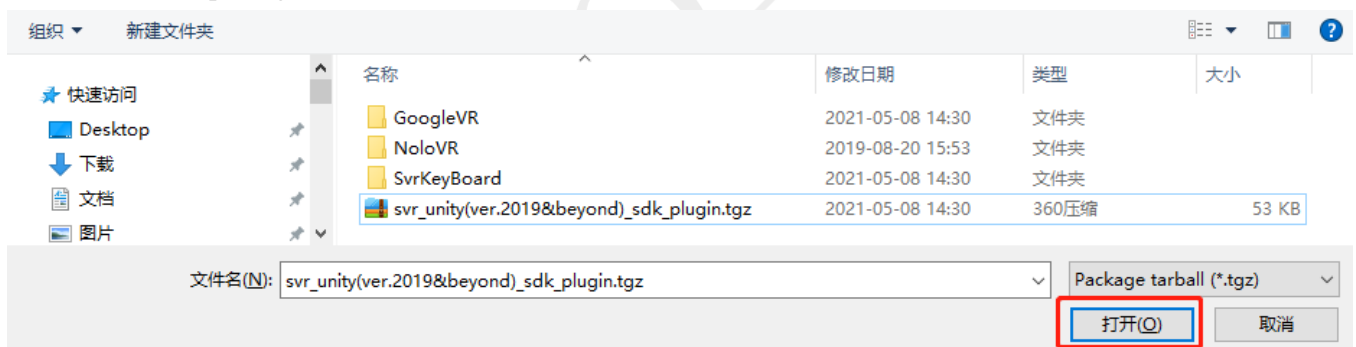 组织 新建文件夹
名称 修改日期 类型 大小
快速访问
Desktop
下载
文档
图片
GoogleVR 2021-05-08 14:30 文件夹
NoloVR 2019-08-20 15:53 文件夹
SvrKeyBoard 2021-05-08 14:30 文件夹
svr_unity(ver.2019&beyond)_sdk_plugin.tgz 2021-05-08 14:30 360压缩 53 KB
文件名(N): svr_unity(ver.2019&beyond)_sdk_plugin.tgz Package tarball (*.tgz)
打开(O) 取消